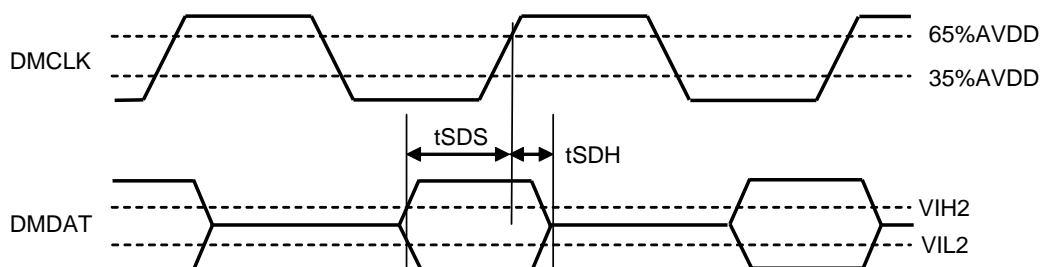 65%AVDD
DMCLK
35%AVDD
tSDS
tSDH
VIH2
DMDAT
VIL2